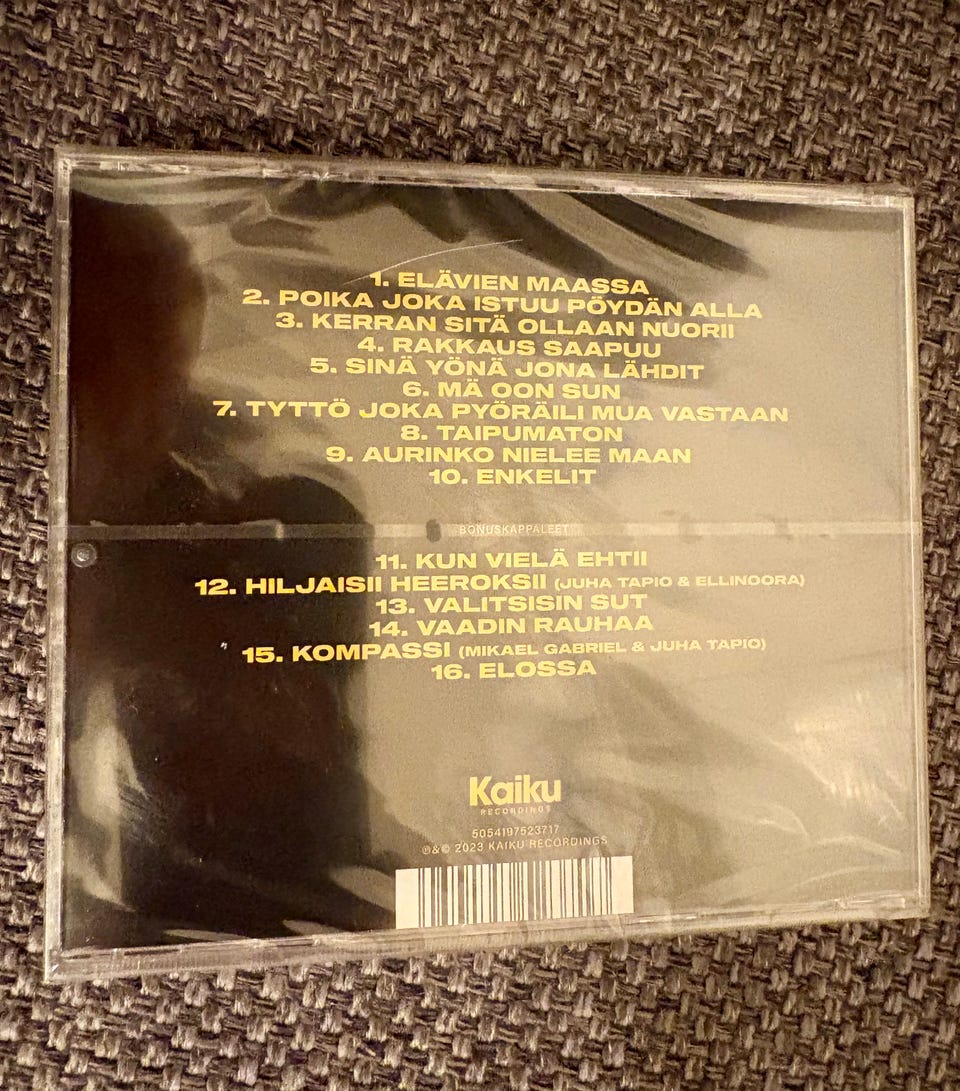 1. ELÄVIEN MAASSA
2. POIKA JOKA ISTUU PÖYDÄN ALLA
3. KERRAN SITÄ OLLAAN NUORII
4. RAKKAUS SAAPUU
5. SINÄ YÖNÄ JONA LÄHDIT
6. MÄ OON SUN
7. TYTTÖ JOKA PYÖRÄILI MUA VASTAAN
8. TAIPUMATON
9. AURINKO NIELEE MAAN
10. ENKELIT
BONUSKAPPALEET
11. KUN VIELÄ EHTII
12. HILJAISII HEEROKSII (JUHA TAPIO & ELLINOORA)
13. VALITSISIN SUT
14. VAADIN RAUHAA
15. KOMPASSI (MIKAEL GABRIEL & JUHA TAPIO)
16. ELOSSA
Kaiku
RECORDINGS
5054197523717
℗&© 2023 KAIKU RECORDINGS